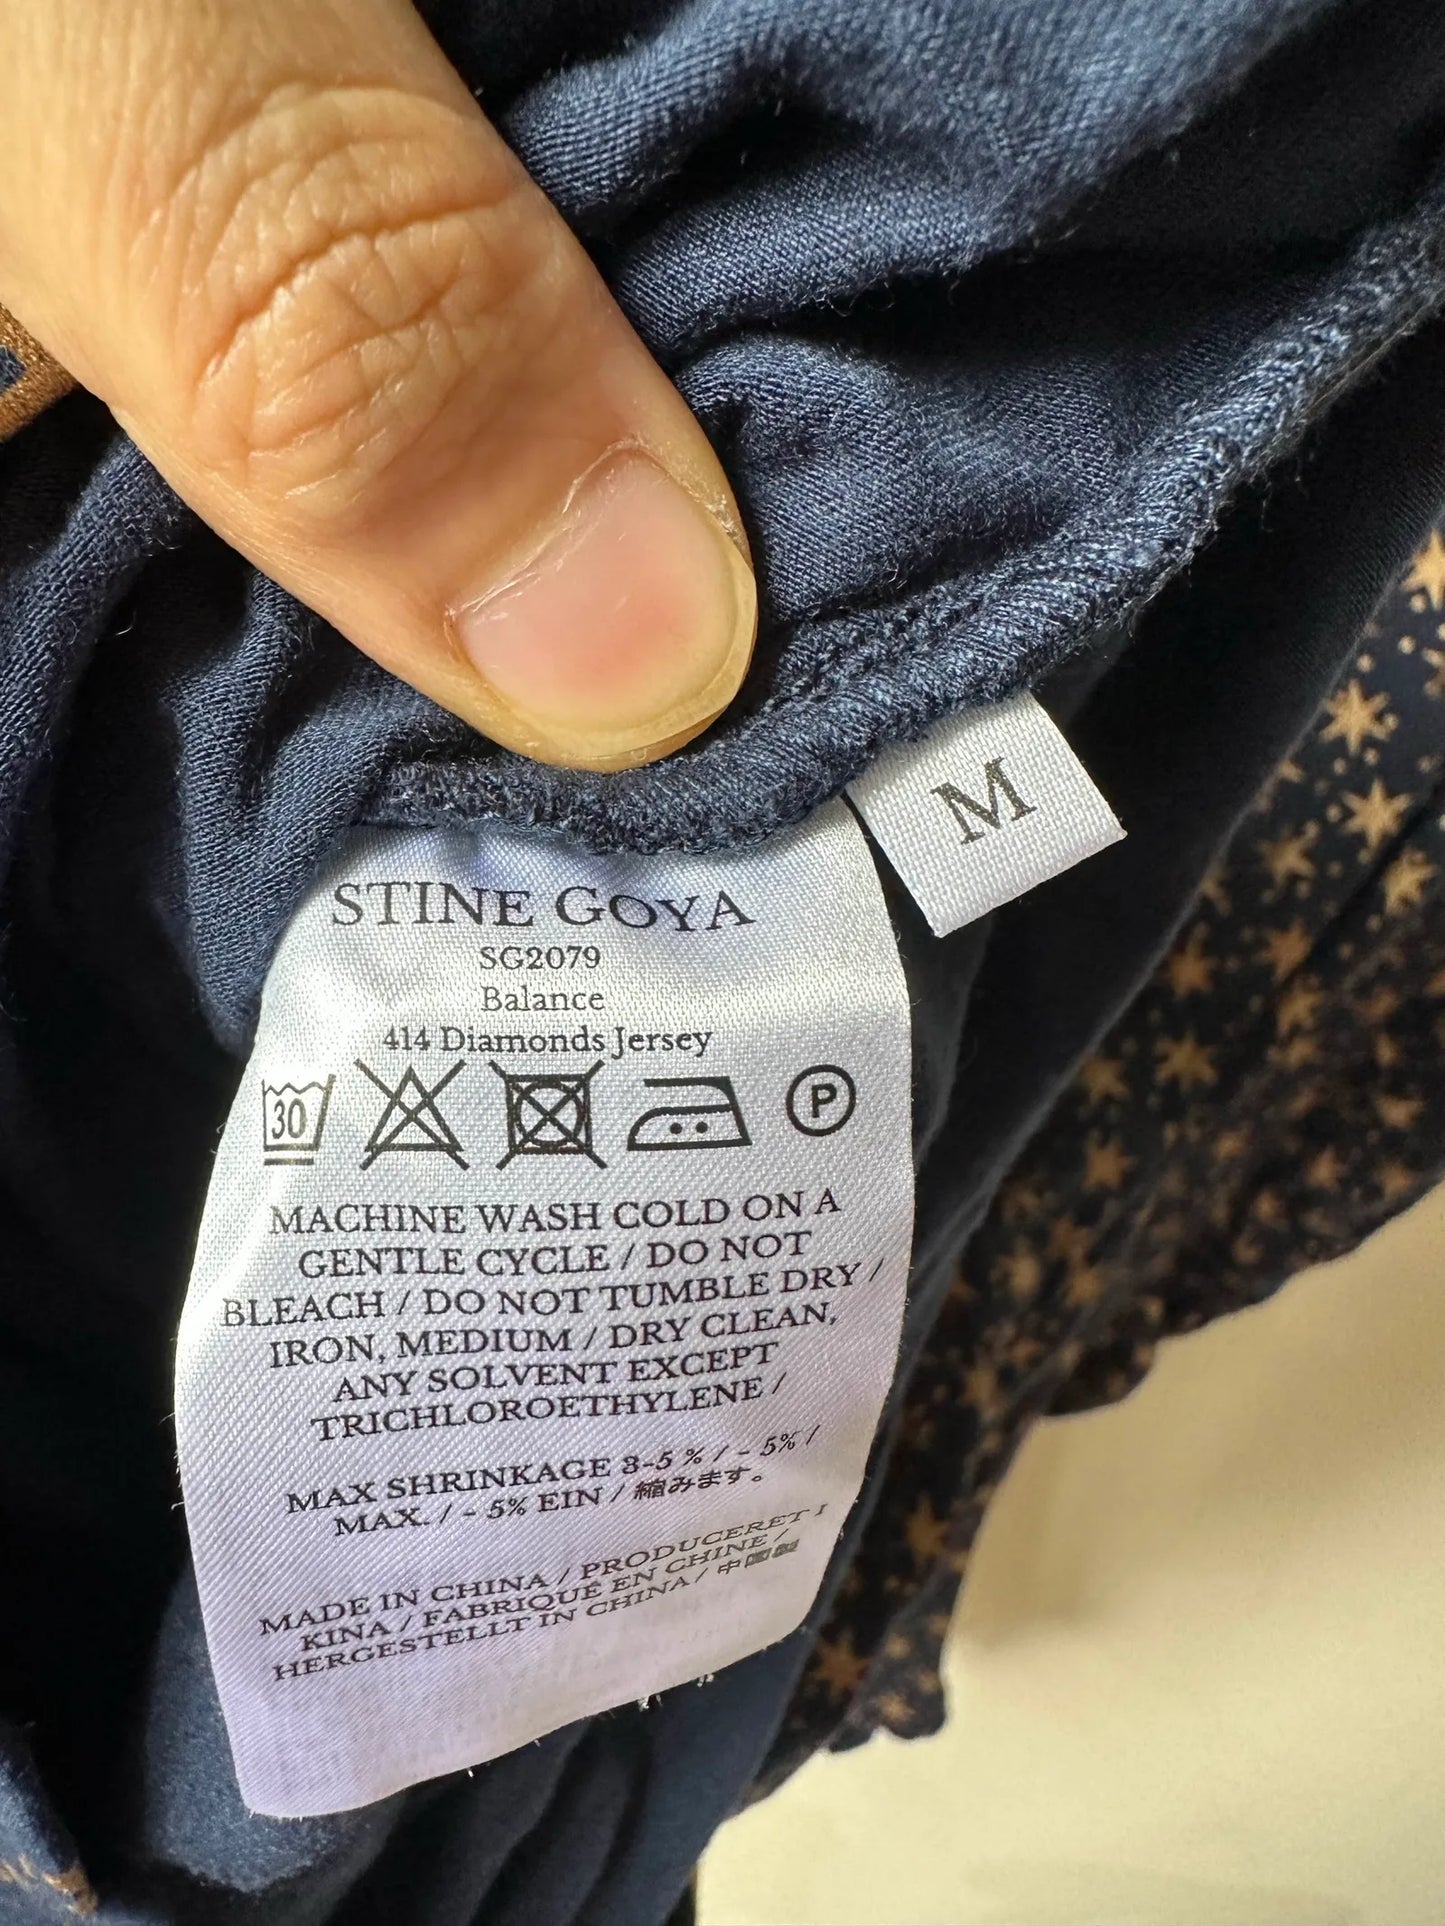 M
STINE GOYA
SG2079
Balance
414 Diamonds Jersey
30
P
MACHINE WASH COLD ON A
GENTLE CYCLE / DO NOT
BLEACH / DO NOT TUMBLE DRY /
IRON, MEDIUM / DRY CLEAN,
ANY SOLVENT EXCEPT
TRICHLOROETHYLENE /
MAX SHRINKAGE 3-5 % / - 5% /
MAX. / - 5% EIN / 縮みます。
MADE IN CHINA / PRODUCERET I
KINA / FABRIQUÉ EN CHINE /
HERGESTELLT IN CHINA / 中国製